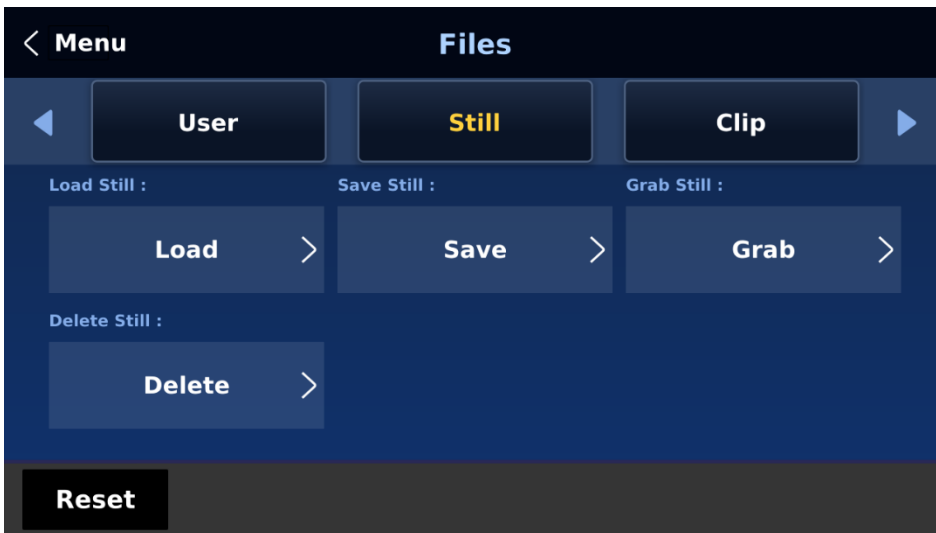 Menu
Files
User
Still
Clip
Load Still :
Save Still :
Grab Still :
Load
Save
Grab
Delete Still :
Delete
Reset